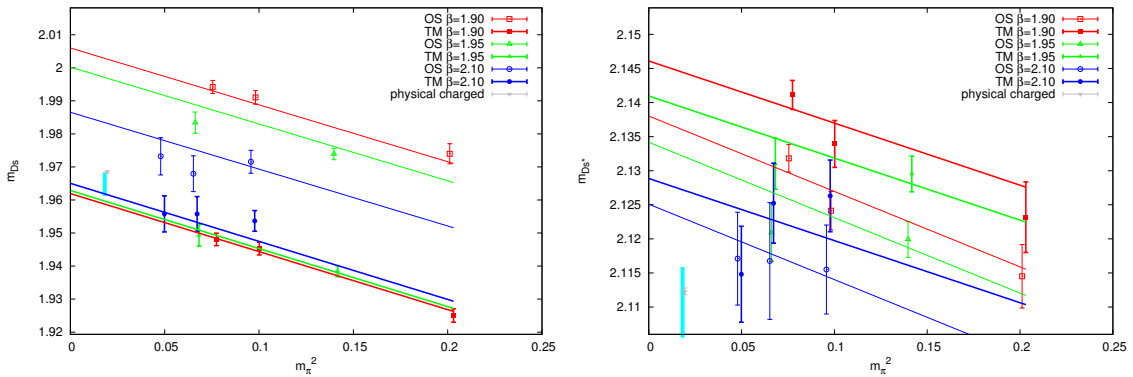 OS β=1.90
TM β=1.90
OS β=1.95
TM β=1.95
OS β=2.10
TM β=2.10
physical charged
2.01
2
1.99
1.98
1.97
1.96
1.95
1.94
1.93
1.92
m_Ds
0 0.05 0.1 0.15 0.2 0.25
m_π^2
OS β=1.90
TM β=1.90
OS β=1.95
TM β=1.95
OS β=2.10
TM β=2.10
physical charged
2.15
2.145
2.14
2.135
2.13
2.125
2.12
2.115
2.11
m_Ds*
0 0.05 0.1 0.15 0.2 0.25
m_π^2